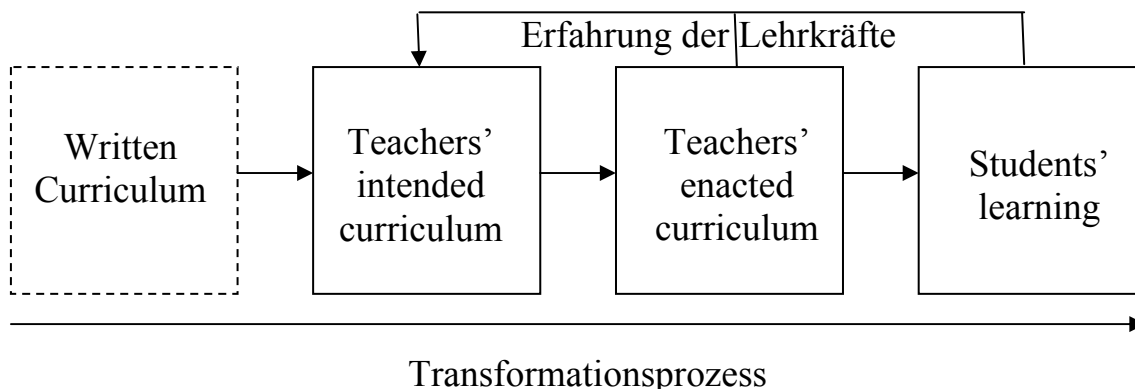 Erfahrung der Lehrkräfte
Written
Curriculum
Teachers’
intended
curriculum
Teachers’
enacted
curriculum
Students’
learning
Transformationsprozess